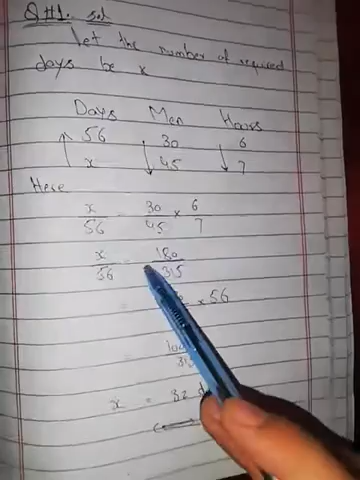 Q#1. Sol
Let the number of required
days be x
Days Men Hours
56 30 6
x 45 7
Here
x/56 = 30/45 × 6/7
x/56 = 180/315
× 56
x = 32